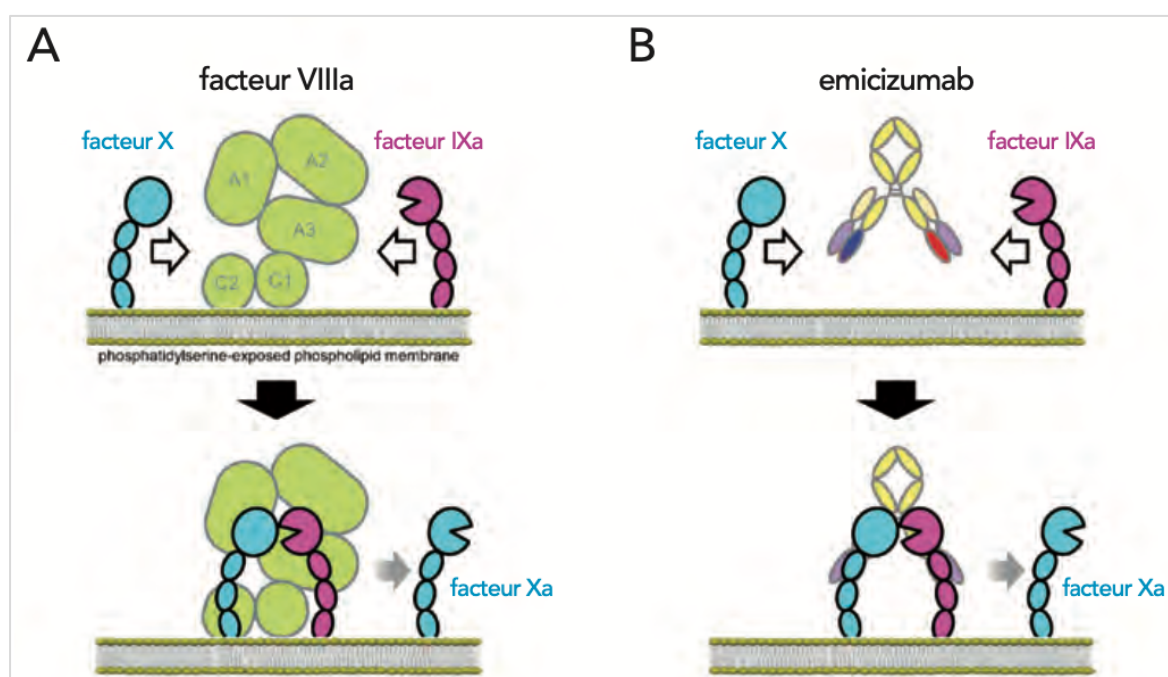 A
facteur VIIIa
facteur X
facteur IXa
A1
A2
A3
C2
C1
phosphatidylserine-exposed phospholipid membrane
facteur Xa
B
emicizumab
facteur X
facteur IXa
facteur Xa